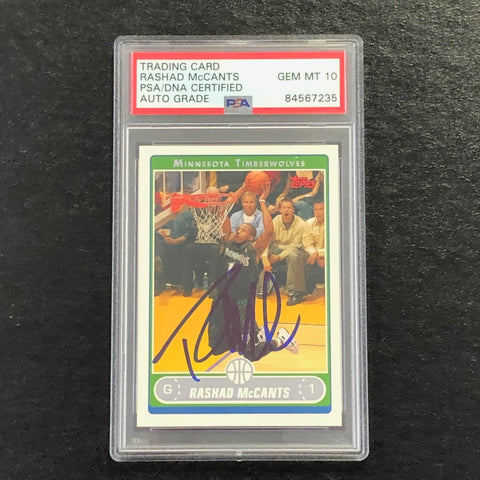 TRADING CARD
RASHAD McCANTS
PSA/DNA CERTIFIED
AUTO GRADE
GEM MT 10
PSA
84567235
MINNESOTA TIMBERWOLVES
TOPPS
G
RASHAD McCANTS
1